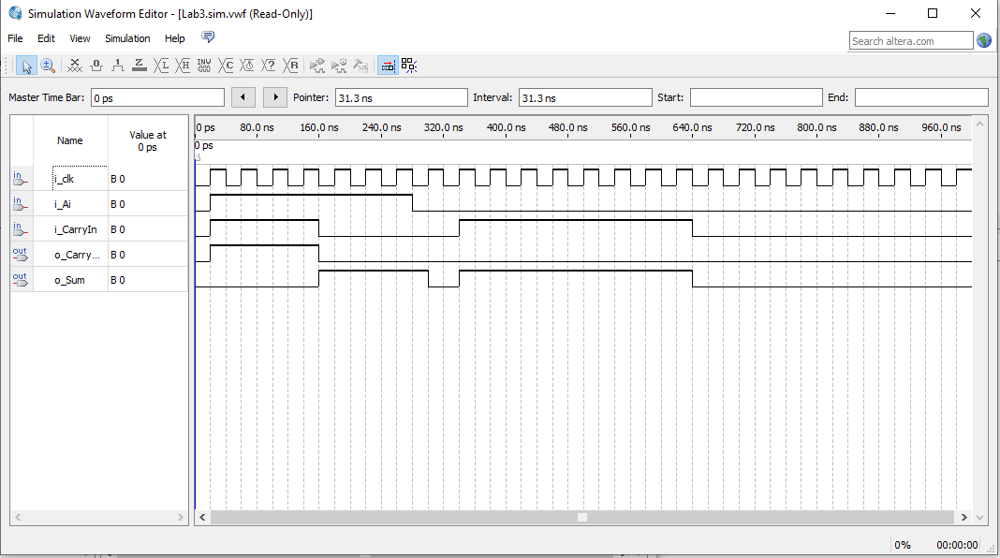 Simulation Waveform Editor - [Lab3.sim.vwf (Read-Only)]
File Edit View Simulation Help
Search altera.com
Master Time Bar: 0 ps Pointer: 31.3 ns Interval: 31.3 ns Start: End:
Name Value at 0 ps
0 ps 80.0 ns 160.0 ns 240.0 ns 320.0 ns 400.0 ns 480.0 ns 560.0 ns 640.0 ns 720.0 ns 800.0 ns 880.0 ns 960.0 ns
0 ps
in i_clk B 0
in i_Ai B 0
in i_CarryIn B 0
out o_Carry... B 0
out o_Sum B 0
0% 00:00:00